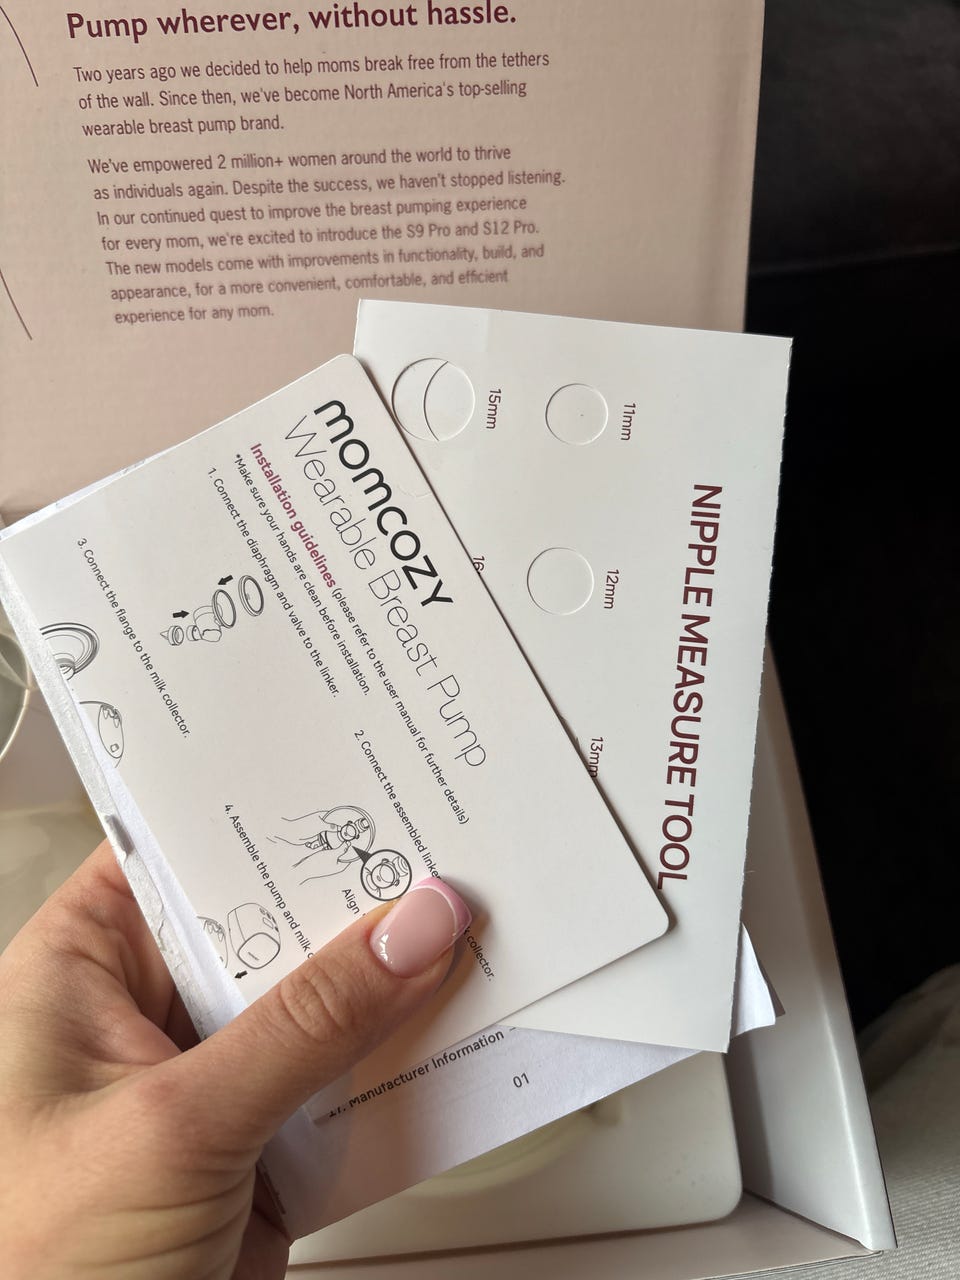 Pump wherever, without hassle.
Two years ago we decided to help moms break free from the tethers
of the wall. Since then, we've become North America's top-selling
wearable breast pump brand.
We've empowered 2 million+ women around the world to thrive
as individuals again. Despite the success, we haven't stopped listening.
In our continued quest to improve the breast pumping experience
for every mom, we're excited to introduce the S9 Pro and S12 Pro.
The new models come with improvements in functionality, build, and
appearance, for a more convenient, comfortable, and efficient
experience for any mom.
NIPPLE MEASURE TOOL
11mm
12mm
13mm
15mm
16
momcozy
Wearable Breast Pump
Installation guidelines (please refer to the user manual for further details)
*Make sure your hands are clean before installation.
1. Connect the diaphragm and valve to the linker.
2. Connect the assembled linker
collector.
Align
3. Connect the flange to the milk collector.
4. Assemble the pump and milk
17. Manufacturer Information
01